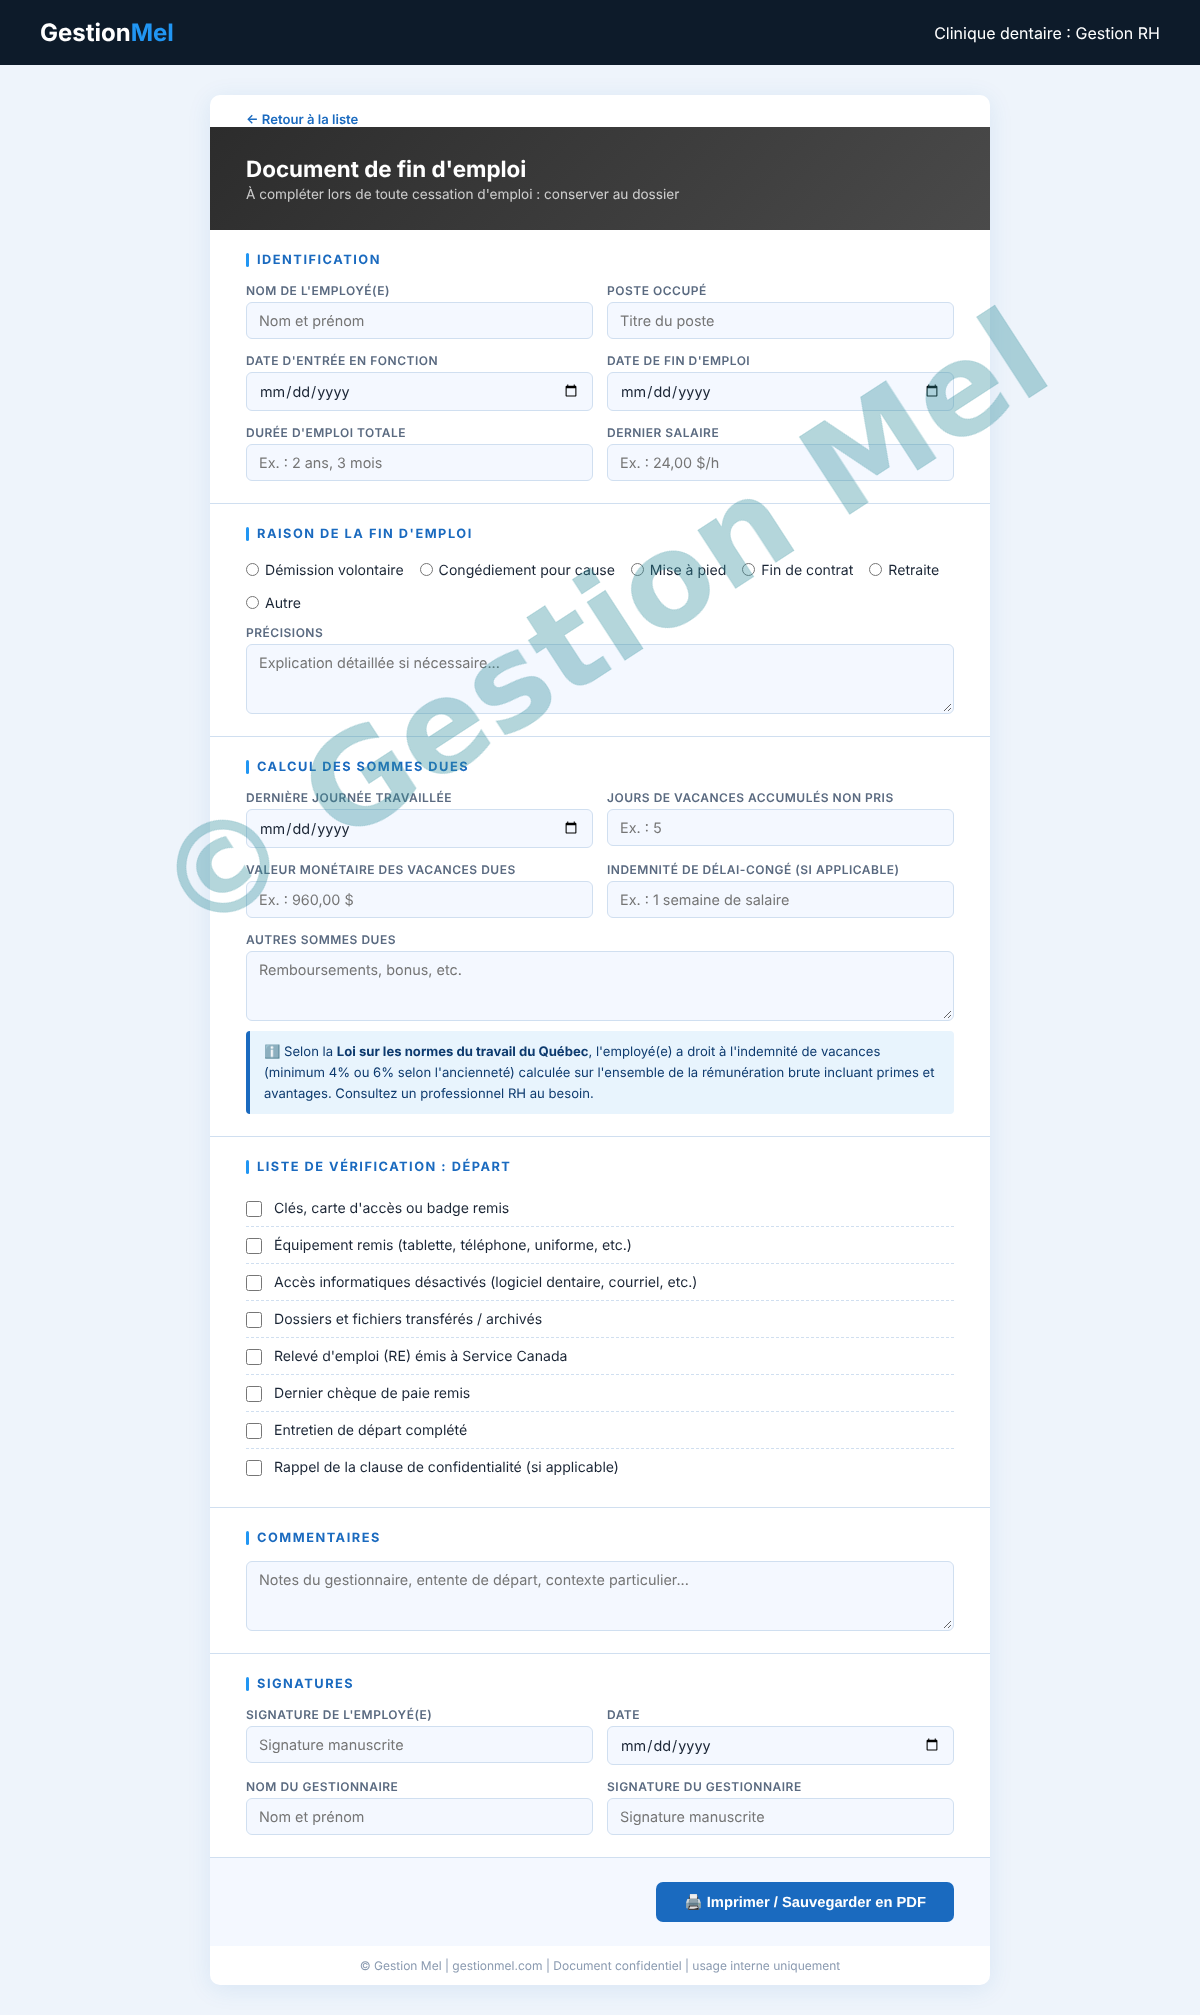 GestionMel
Clinique dentaire : Gestion RH
← Retour à la liste
Document de fin d'emploi
À compléter lors de toute cessation d'emploi : conserver au dossier
IDENTIFICATION
NOM DE L'EMPLOYÉ(E)
POSTE OCCUPÉ
Nom et prénom
Titre du poste
DATE D'ENTRÉE EN FONCTION
DATE DE FIN D'EMPLOI
mm/dd/yyyy
mm/dd/yyyy
DURÉE D'EMPLOI TOTALE
DERNIER SALAIRE
Ex. : 2 ans, 3 mois
Ex. : 24,00 $/h
RAISON DE LA FIN D'EMPLOI
Démission volontaire
Congédiement pour cause
Mise à pied
Fin de contrat
Retraite
Autre
PRÉCISIONS
Explication détaillée si nécessaire...
© Gestion Mel
CALCUL DES SOMMES DUES
DERNIÈRE JOURNÉE TRAVAILLÉE
JOURS DE VACANCES ACCUMULÉS NON PRIS
mm/dd/yyyy
Ex. : 5
VALEUR MONÉTAIRE DES VACANCES DUES
INDEMNITÉ DE DÉLAI-CONGÉ (SI APPLICABLE)
Ex. : 960,00 $
Ex. : 1 semaine de salaire
AUTRES SOMMES DUES
Remboursements, bonus, etc.
ℹ️ Selon la Loi sur les normes du travail du Québec, l'employé(e) a droit à l'indemnité de vacances
(minimum 4% ou 6% selon l'ancienneté) calculée sur l'ensemble de la rémunération brute incluant primes et
avantages. Consultez un professionnel RH au besoin.
LISTE DE VÉRIFICATION : DÉPART
Clés, carte d'accès ou badge remis
Équipement remis (tablette, téléphone, uniforme, etc.)
Accès informatiques désactivés (logiciel dentaire, courriel, etc.)
Dossiers et fichiers transférés / archivés
Relevé d'emploi (RE) émis à Service Canada
Dernier chèque de paie remis
Entretien de départ complété
Rappel de la clause de confidentialité (si applicable)
COMMENTAIRES
Notes du gestionnaire, entente de départ, contexte particulier...
SIGNATURES
SIGNATURE DE L'EMPLOYÉ(E)
DATE
Signature manuscrite
mm/dd/yyyy
NOM DU GESTIONNAIRE
SIGNATURE DU GESTIONNAIRE
Nom et prénom
Signature manuscrite
🖨️ Imprimer / Sauvegarder en PDF
© Gestion Mel | gestionmel.com | Document confidentiel | usage interne uniquement